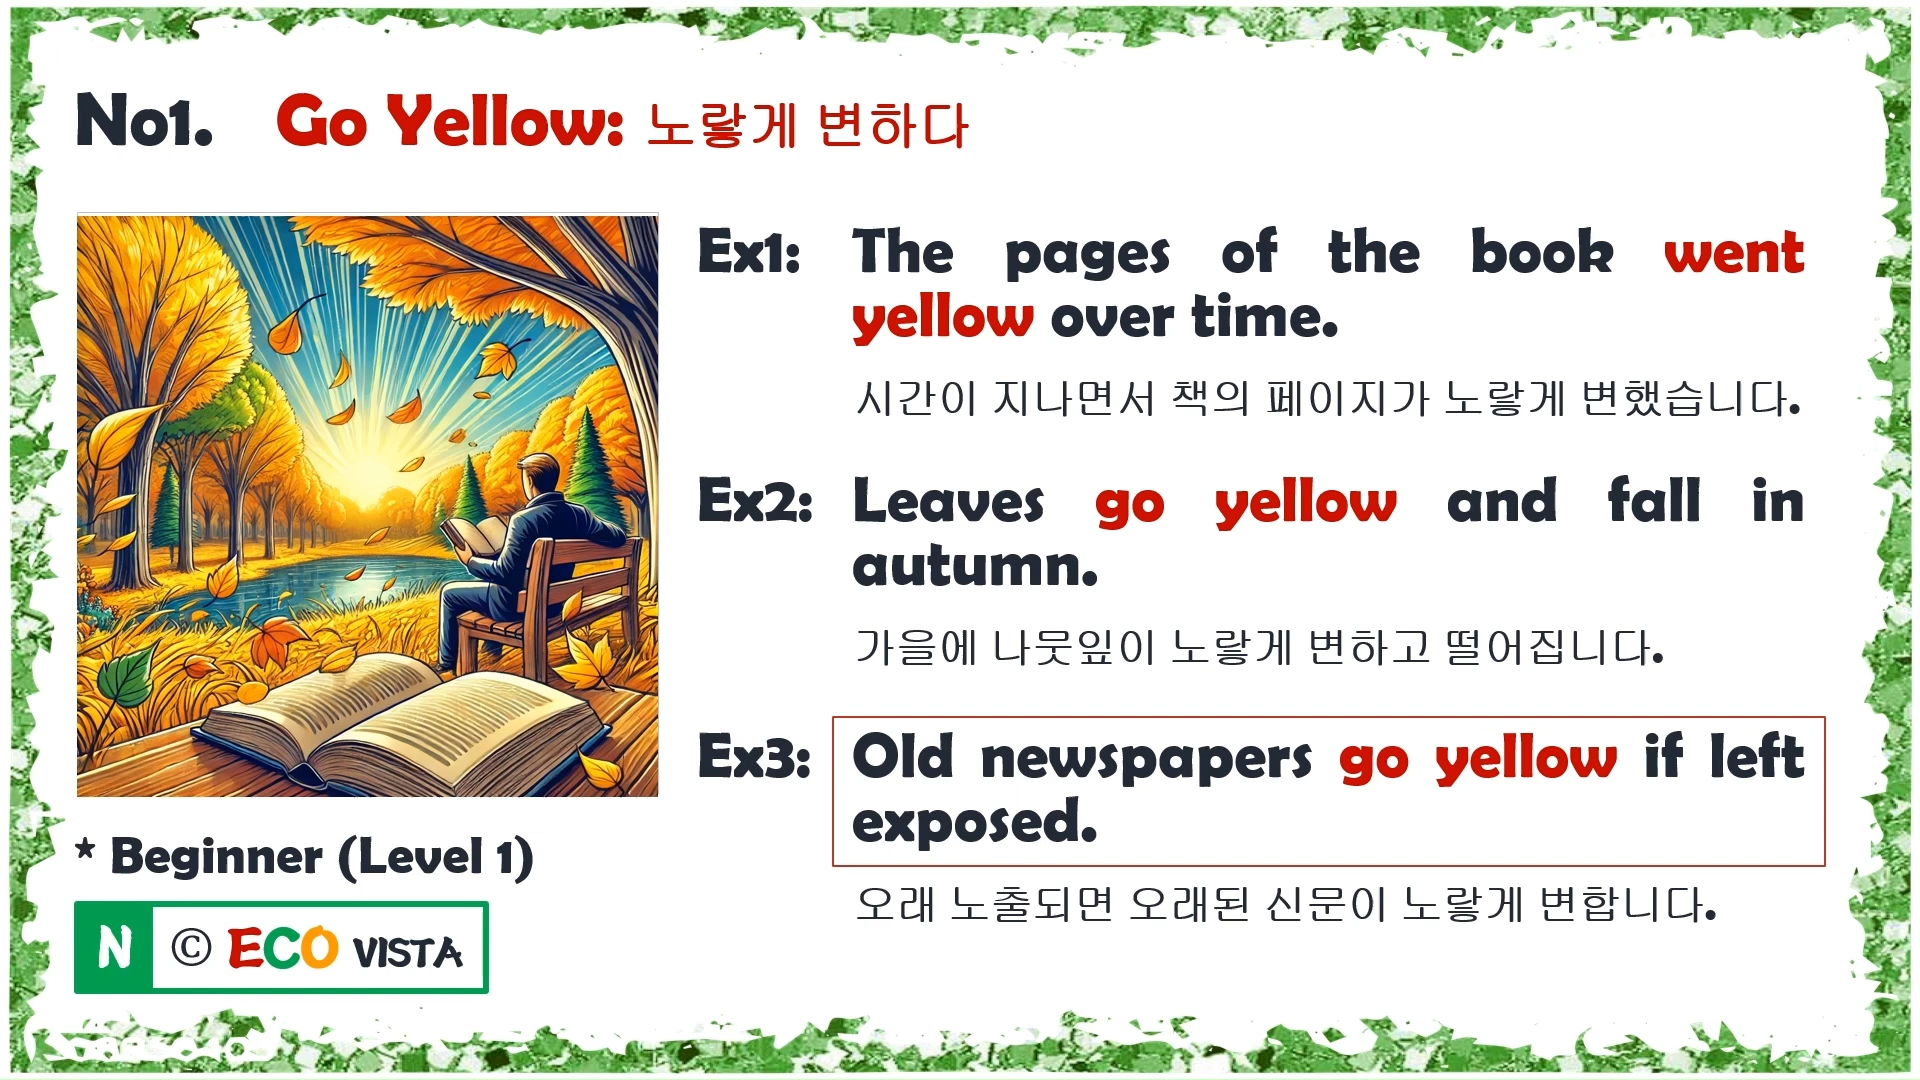 No1. Go Yellow: 노랗게 변하다
Ex1: The pages of the book went
yellow over time.
시간이 지나면서 책의 페이지가 노랗게 변했습니다.
Ex2: Leaves go yellow and fall in
autumn.
가을에 나뭇잎이 노랗게 변하고 떨어집니다.
Ex3: Old newspapers go yellow if left
exposed.
오래 노출되면 오래된 신문이 노랗게 변합니다.
* Beginner (Level 1)
N © ECO VISTA